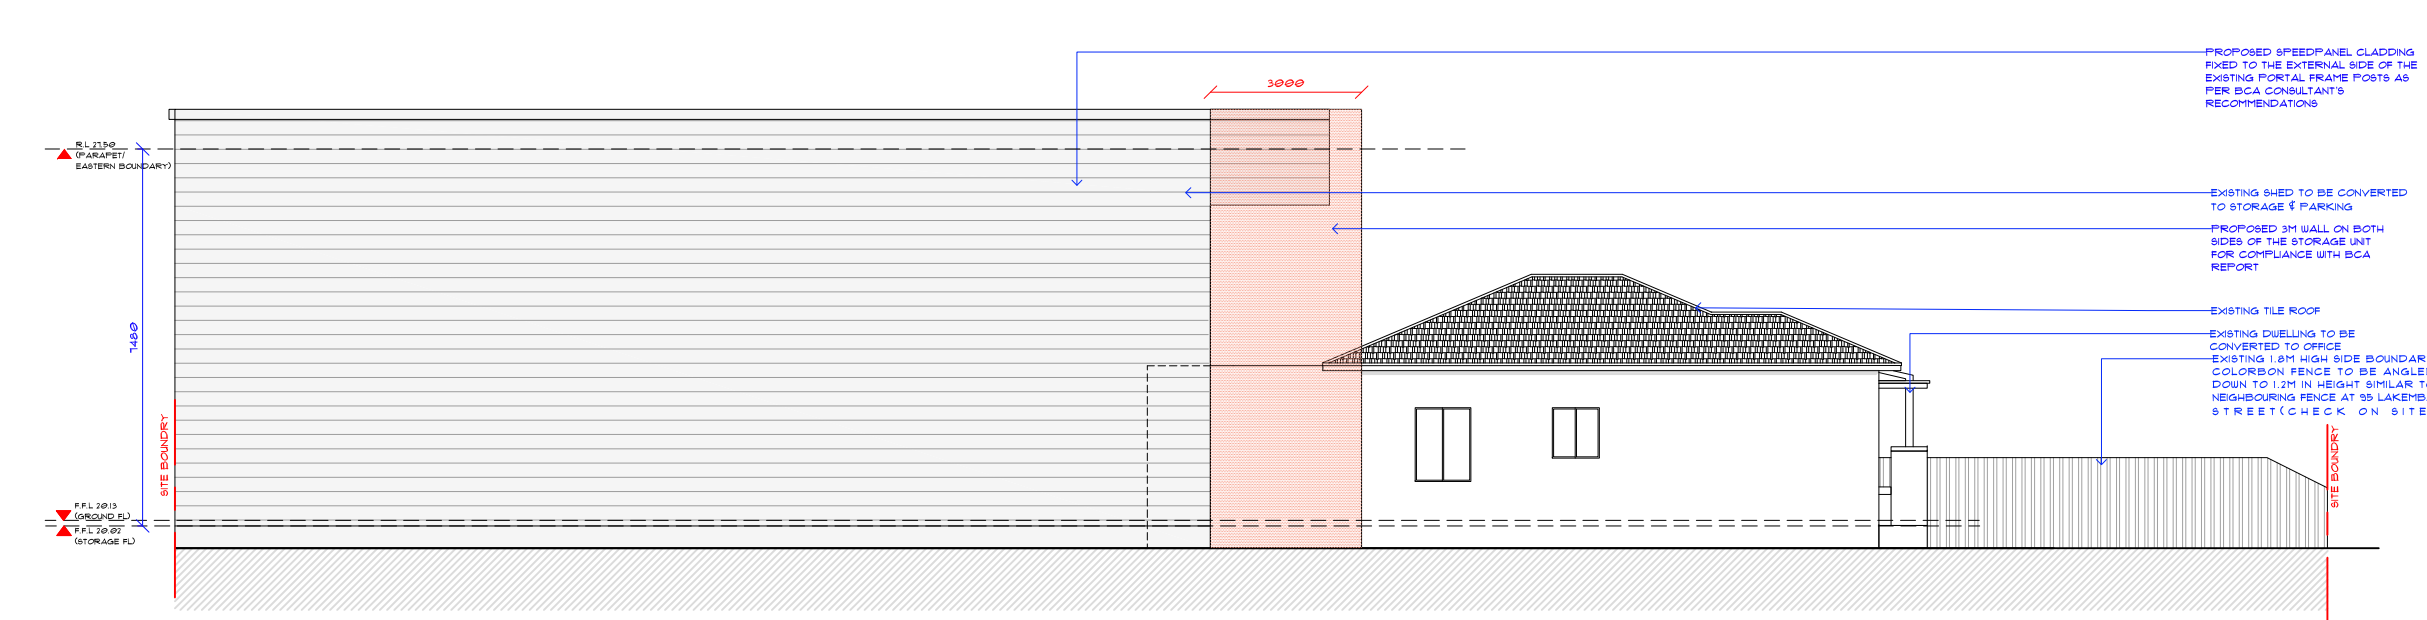 PROPOSED SPEEDPANEL CLADDING
FIXED TO THE EXTERNAL SIDE OF THE
EXISTING PORTAL FRAME POSTS AS
PER BCA CONSULTANT'S
RECOMMENDATIONS
3000
R.L 27.50
(PARAPET/
EASTERN BOUNDARY)
EXISTING SHED TO BE CONVERTED
TO STORAGE & PARKING
PROPOSED 3M WALL ON BOTH
SIDES OF THE STORAGE UNIT
FOR COMPLIANCE WITH BCA
REPORT
EXISTING TILE ROOF
EXISTING DWELLING TO BE
CONVERTED TO OFFICE
EXISTING 1.8M HIGH SIDE BOUNDAR
COLORBON FENCE TO BE ANGLE
DOWN TO 1.2M IN HEIGHT SIMILAR T
NEIGHBOURING FENCE AT 95 LAKEMB
STREET(CHECK ON SITE
7480
SITE BOUNDRY
SITE BOUNDRY
F.F.L 20.13
(GROUND FL)
F.F.L 20.02
(STORAGE FL)